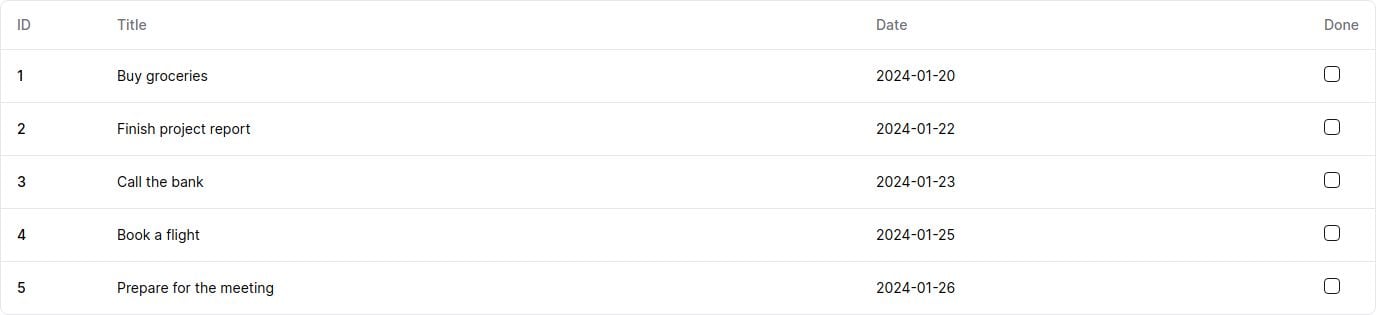 ID Title Date Done
1 Buy groceries 2024-01-20
2 Finish project report 2024-01-22
3 Call the bank 2024-01-23
4 Book a flight 2024-01-25
5 Prepare for the meeting 2024-01-26